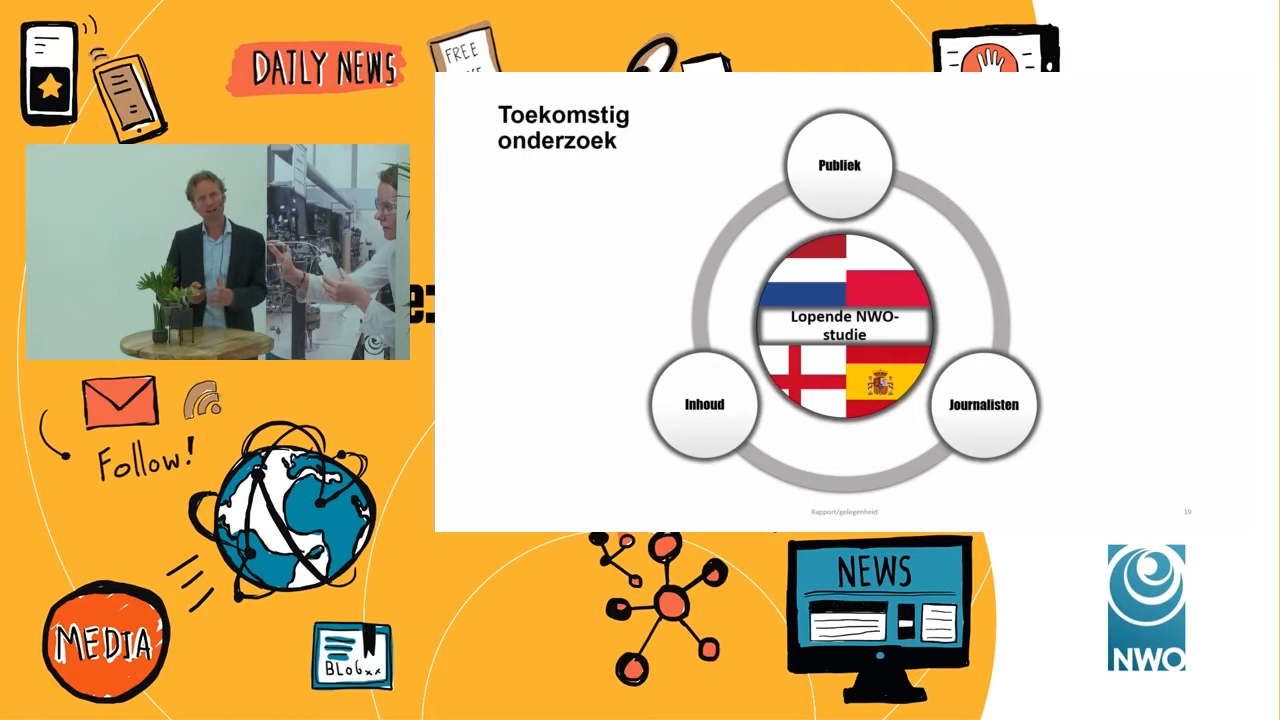 DAILY NEWS
FREE
Toekomstig
onderzoek
Publiek
Lopende NWO-
studie
Inhoud
Journalisten
Rapport/gelegenheid
19
Follow!
MEDIA
BLOG
NEWS
NWO